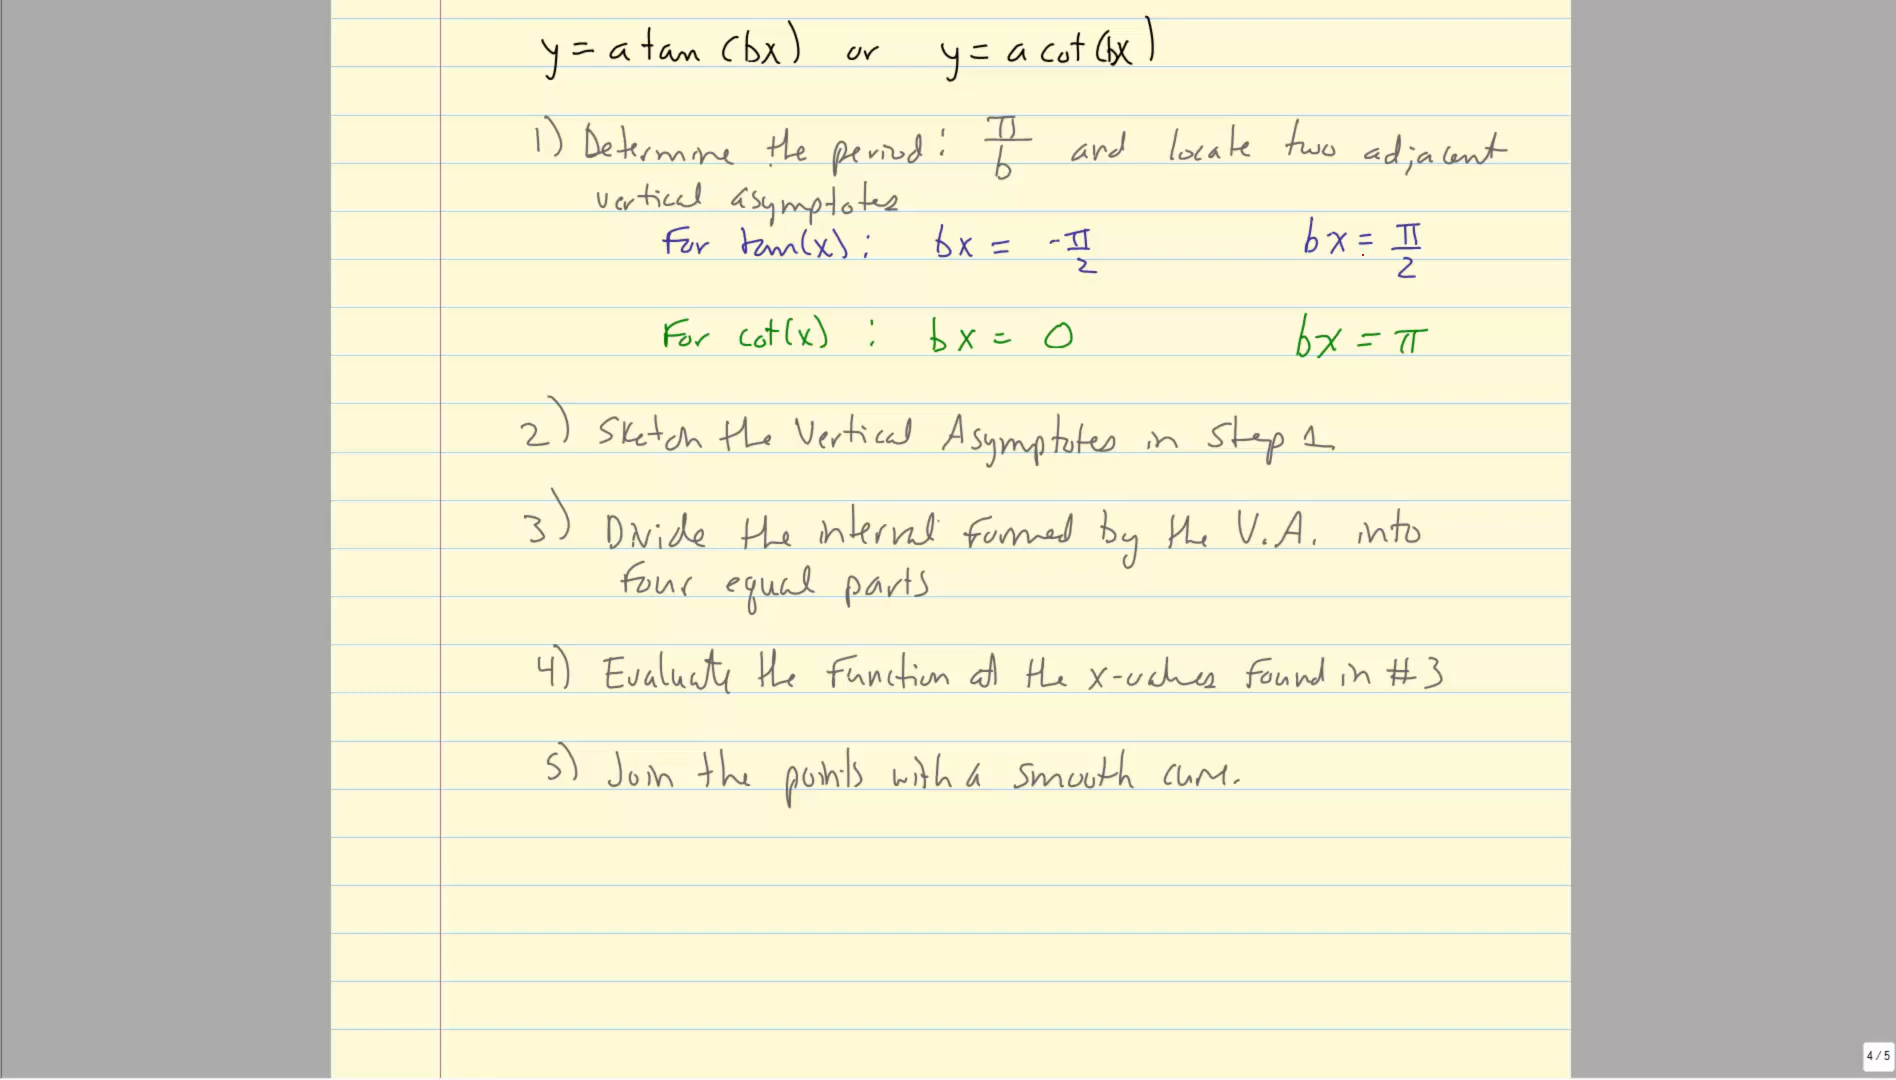 y = a tan (bx) or y = a cot (bx)
1) Determine the period: π/b and locate two adjacent
vertical asymptotes
For tan(x): bx = -π/2 bx = π/2
For cot(x): bx = 0 bx = π
2) Sketch the Vertical Asymptotes in Step 1
3) Divide the interval formed by the V.A. into
four equal parts
4) Evaluate the function at the x-values found in #3
5) Join the points with a smooth curve.
4 / 5